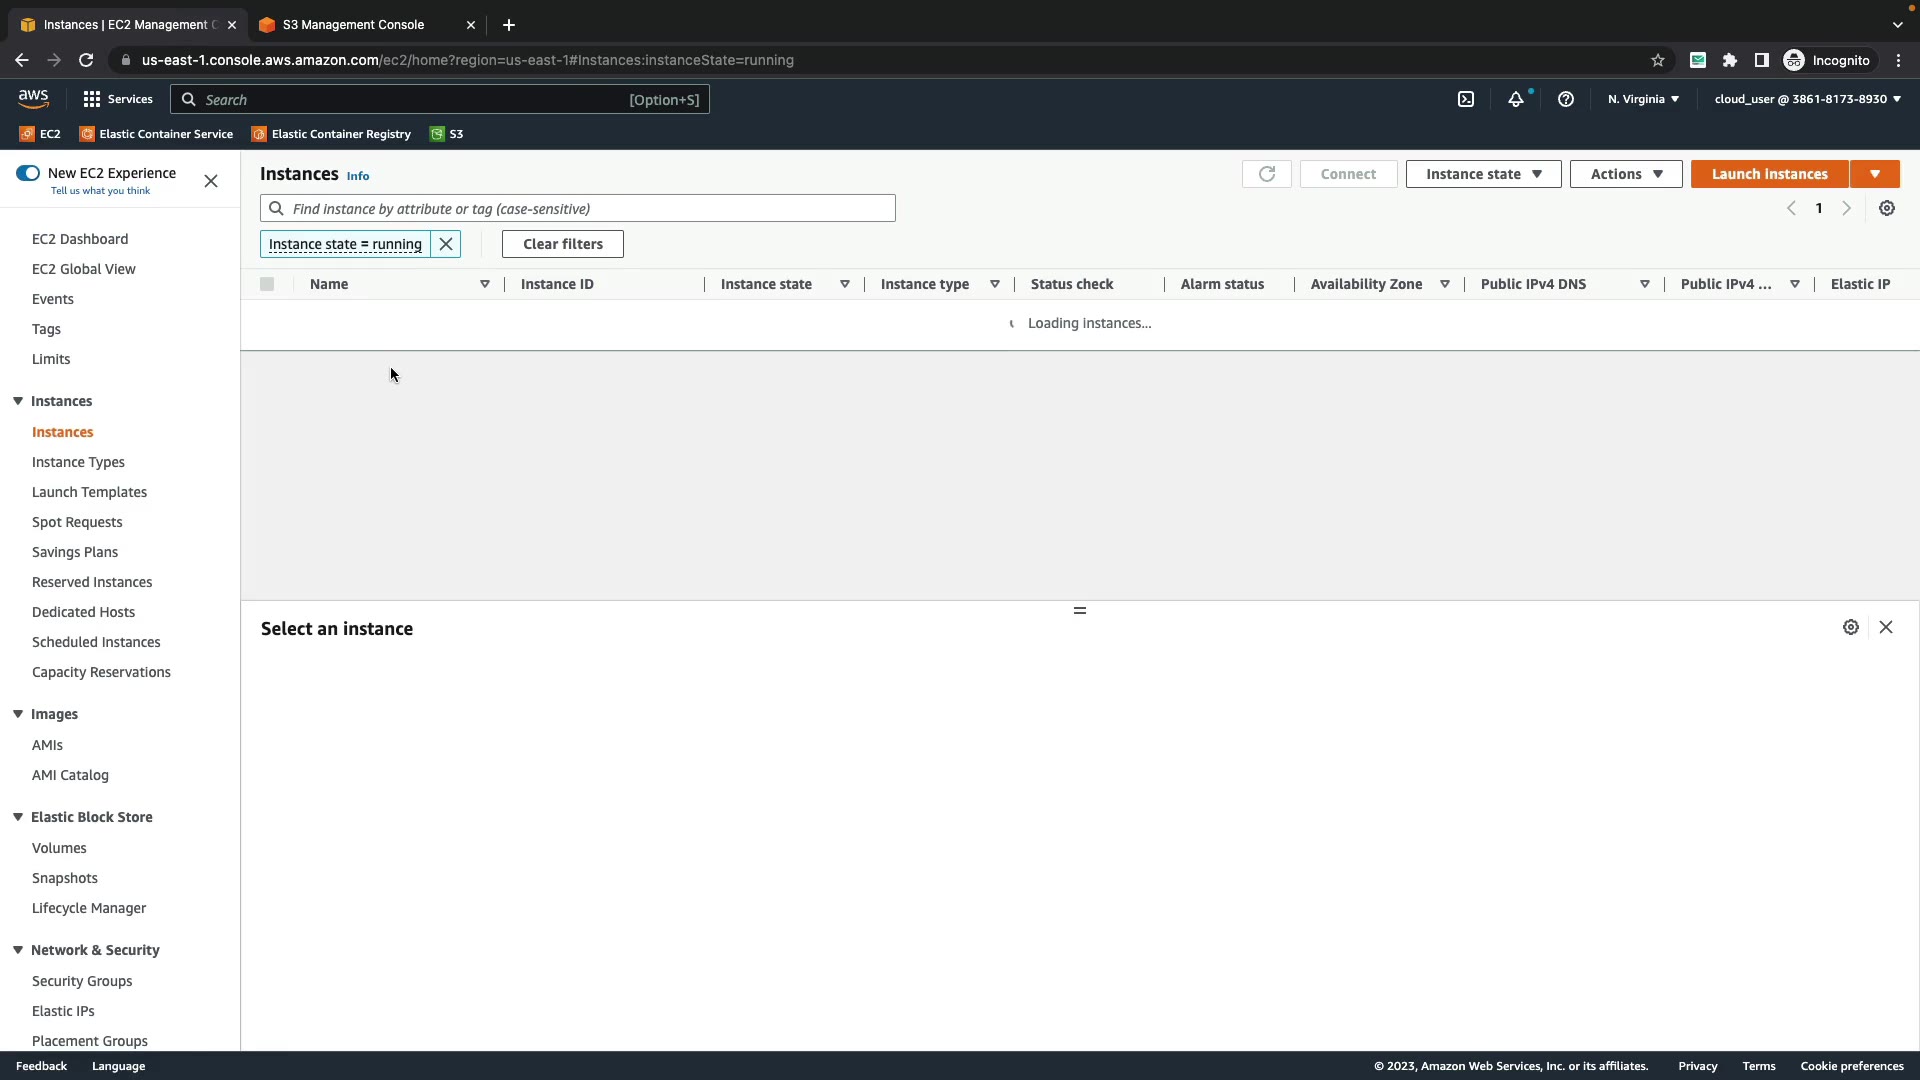 Instances | EC2 Management C
S3 Management Console
us-east-1.console.aws.amazon.com/ec2/home?region=us-east-1#Instances:instanceState=running
Incognito
aws
Services
Search
[Option+S]
N. Virginia
cloud_user @ 3861-8173-8930
EC2
Elastic Container Service
Elastic Container Registry
S3
New EC2 Experience
Tell us what you think
EC2 Dashboard
EC2 Global View
Events
Tags
Limits
Instances
Instances
Instance Types
Launch Templates
Spot Requests
Savings Plans
Reserved Instances
Dedicated Hosts
Scheduled Instances
Capacity Reservations
Images
AMIs
AMI Catalog
Elastic Block Store
Volumes
Snapshots
Lifecycle Manager
Network & Security
Security Groups
Elastic IPs
Placement Groups
Instances Info
Connect
Instance state
Actions
Launch instances
Find instance by attribute or tag (case-sensitive)
1
Instance state = running
Clear filters
Name
Instance ID
Instance state
Instance type
Status check
Alarm status
Availability Zone
Public IPv4 DNS
Public IPv4 ...
Elastic IP
Loading instances...
Select an instance
Feedback
Language
© 2023, Amazon Web Services, Inc. or its affiliates.
Privacy
Terms
Cookie preferences